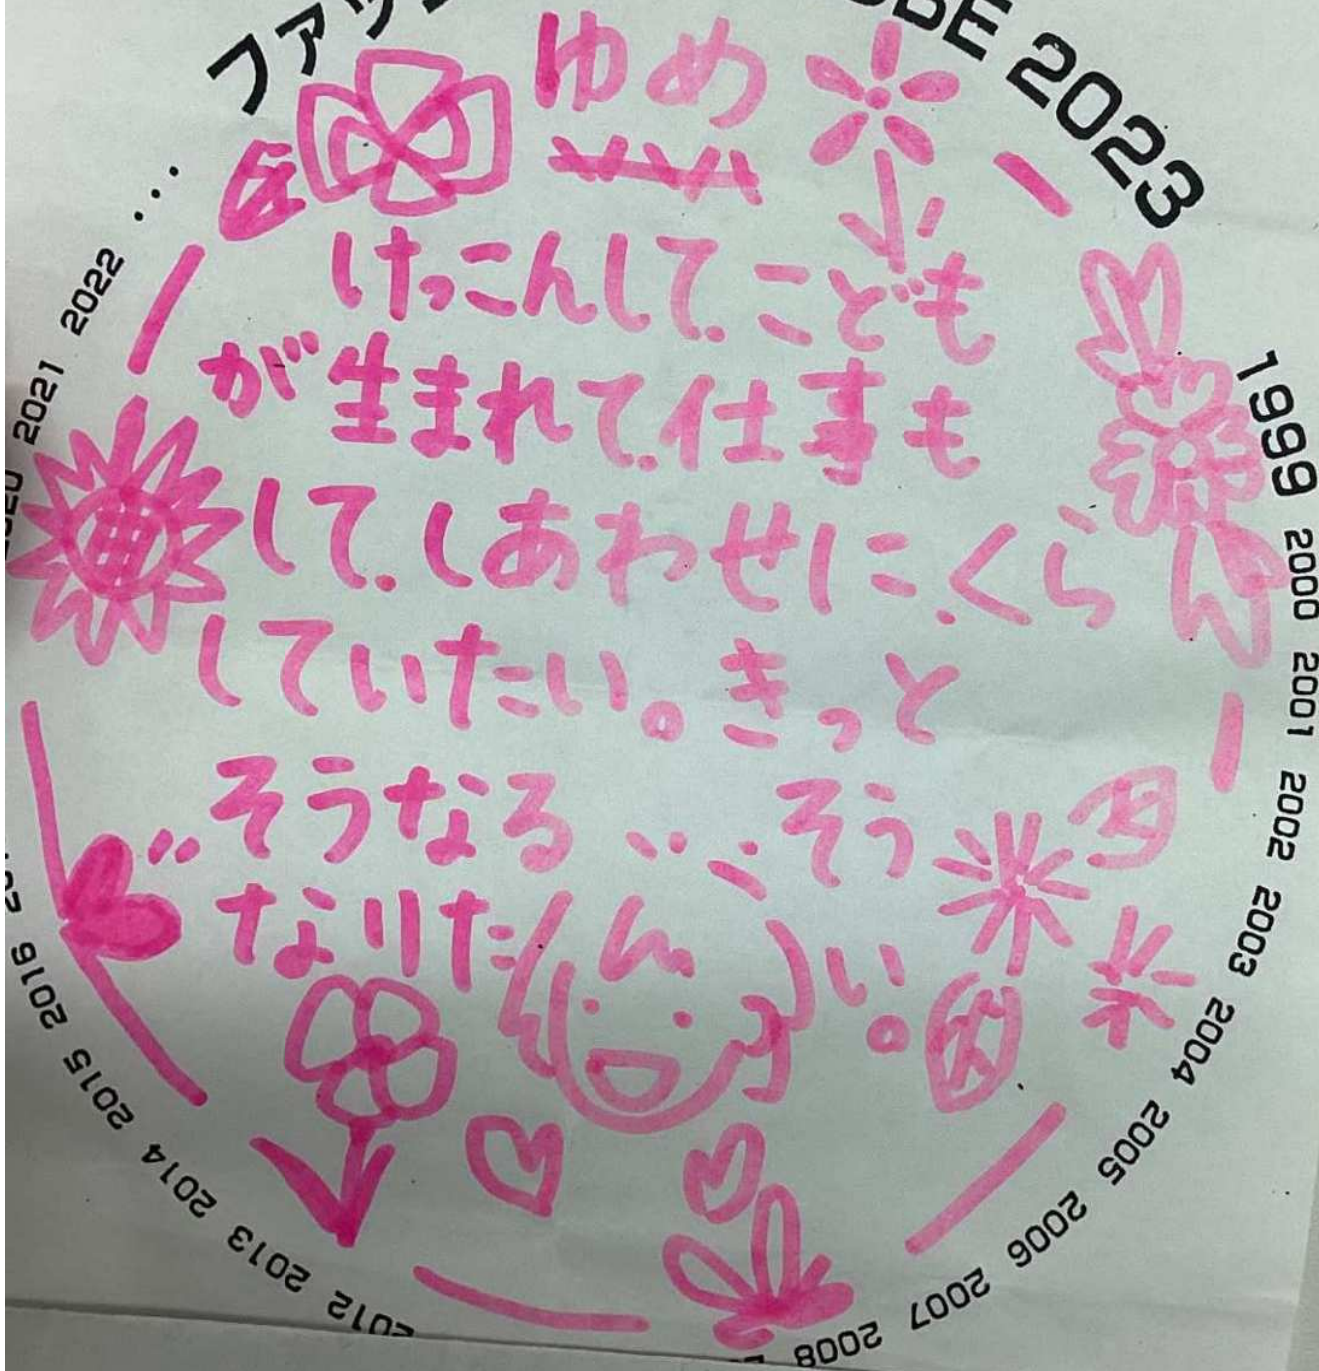 ファッ
OBE 2023
ゆめ
けっこんして.こども
が生まれて.仕事も
して.しあわせに.くら
していたい。きっと
そうなる……そう
なりたい。
1999 2000 2001 2002 2003 2004 2005 2006 2007 2008
2012 2013 2014 2015 2016
2021 2022 ...